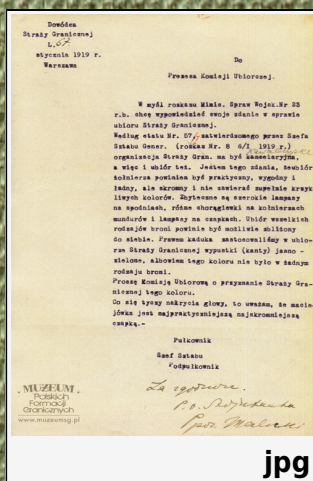 Dowódca
Straży Granicznej
L. 67.
stycznia 1919 r.
Warszawa
Do
Prezesa Komisji Ubiorczej.
W myśl rozkazu Minis. Spraw Wojsk.Nr 23
r.b. chcę wypowiedzieć swoje zdanie w sprawie
ubioru Straży Granicznej.
Według etatu Nr. 57, zatwierdzonego przez Szefa
Sztabu Gener. (rozkaz Nr. 8 6/I 1919 r.)
organizacja Straży Gran. ma być kancelaryjna,
a więc i ubiór też. Jestem tego zdania, że ubiór
żołnierza powinien być praktyczny, wygodny i
ładny, ale skromny i nie zawierać zupełnie krzyk
liwych kolorów. Zbyteczne są szerokie lampasy
na spodniach, różne chorągiewki na kołnierzach
mundurów i lampasy na czapkach. Ubiór wszelkich
rodzajów broni powinien być możliwie zbliżony
do siebie. Prawem kaduka zastosowaliśmy w ubio-
rze Straży Granicznej wypustki (kanty) jasno-
zielone, albowiem tego koloru nie było w żadnym
rodzaju broni.
Proszę Komisję Ubiorową o przyznanie Straży Gra-
nicznej tego koloru.
Co się tyczy nakrycia głowy, to uważam, że macie-
jówka jest najpraktyczniejszą najskromniejszą
czapką.-
Pułkownik
Szef Sztabu
Podpułkownik
Za zgodność.
P.o. Adjutanta
Ppor.
MUZEUM
Polskich
Formacji
Granicznych
www.muzeumsg.pl
jpg